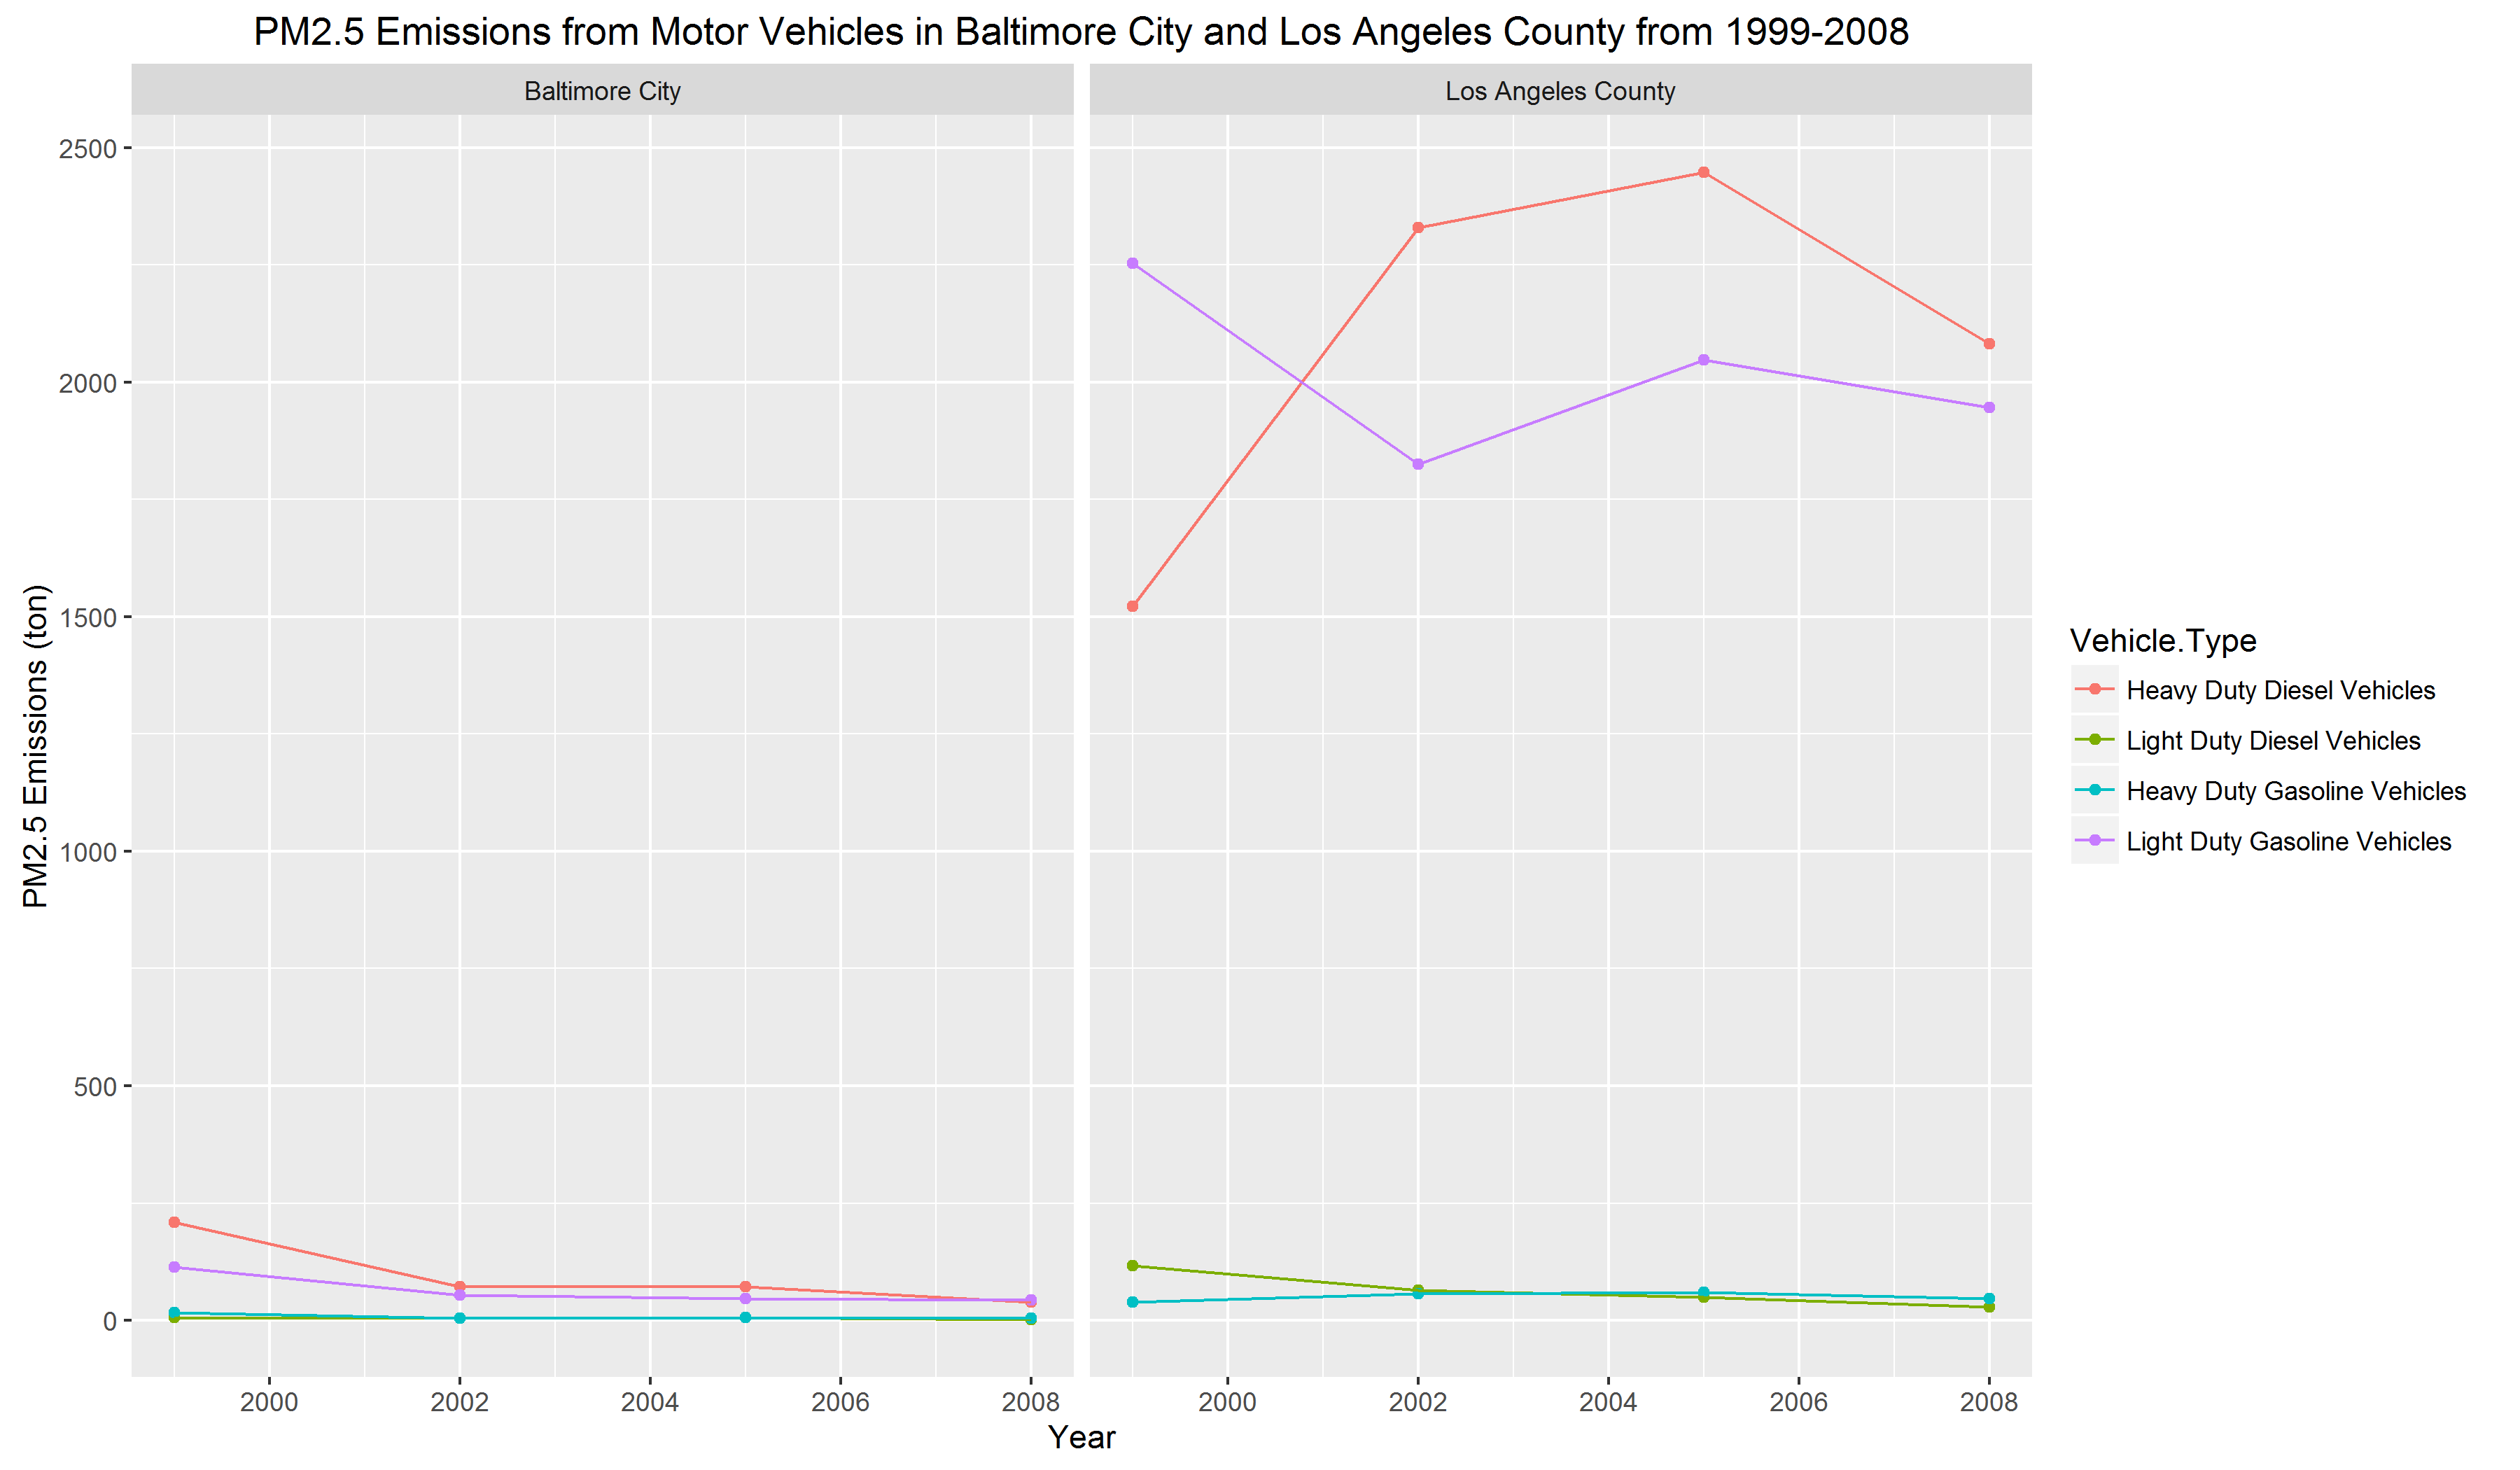 PM2.5 Emissions from Motor Vehicles in Baltimore City and Los Angeles County from 1999-2008
Baltimore City
Los Angeles County
2500
2000
1500
1000
500
0
PM2.5 Emissions (ton)
2000 2002 2004 2006 2008
2000 2002 2004 2006 2008
Year
Vehicle.Type
Heavy Duty Diesel Vehicles
Light Duty Diesel Vehicles
Heavy Duty Gasoline Vehicles
Light Duty Gasoline Vehicles